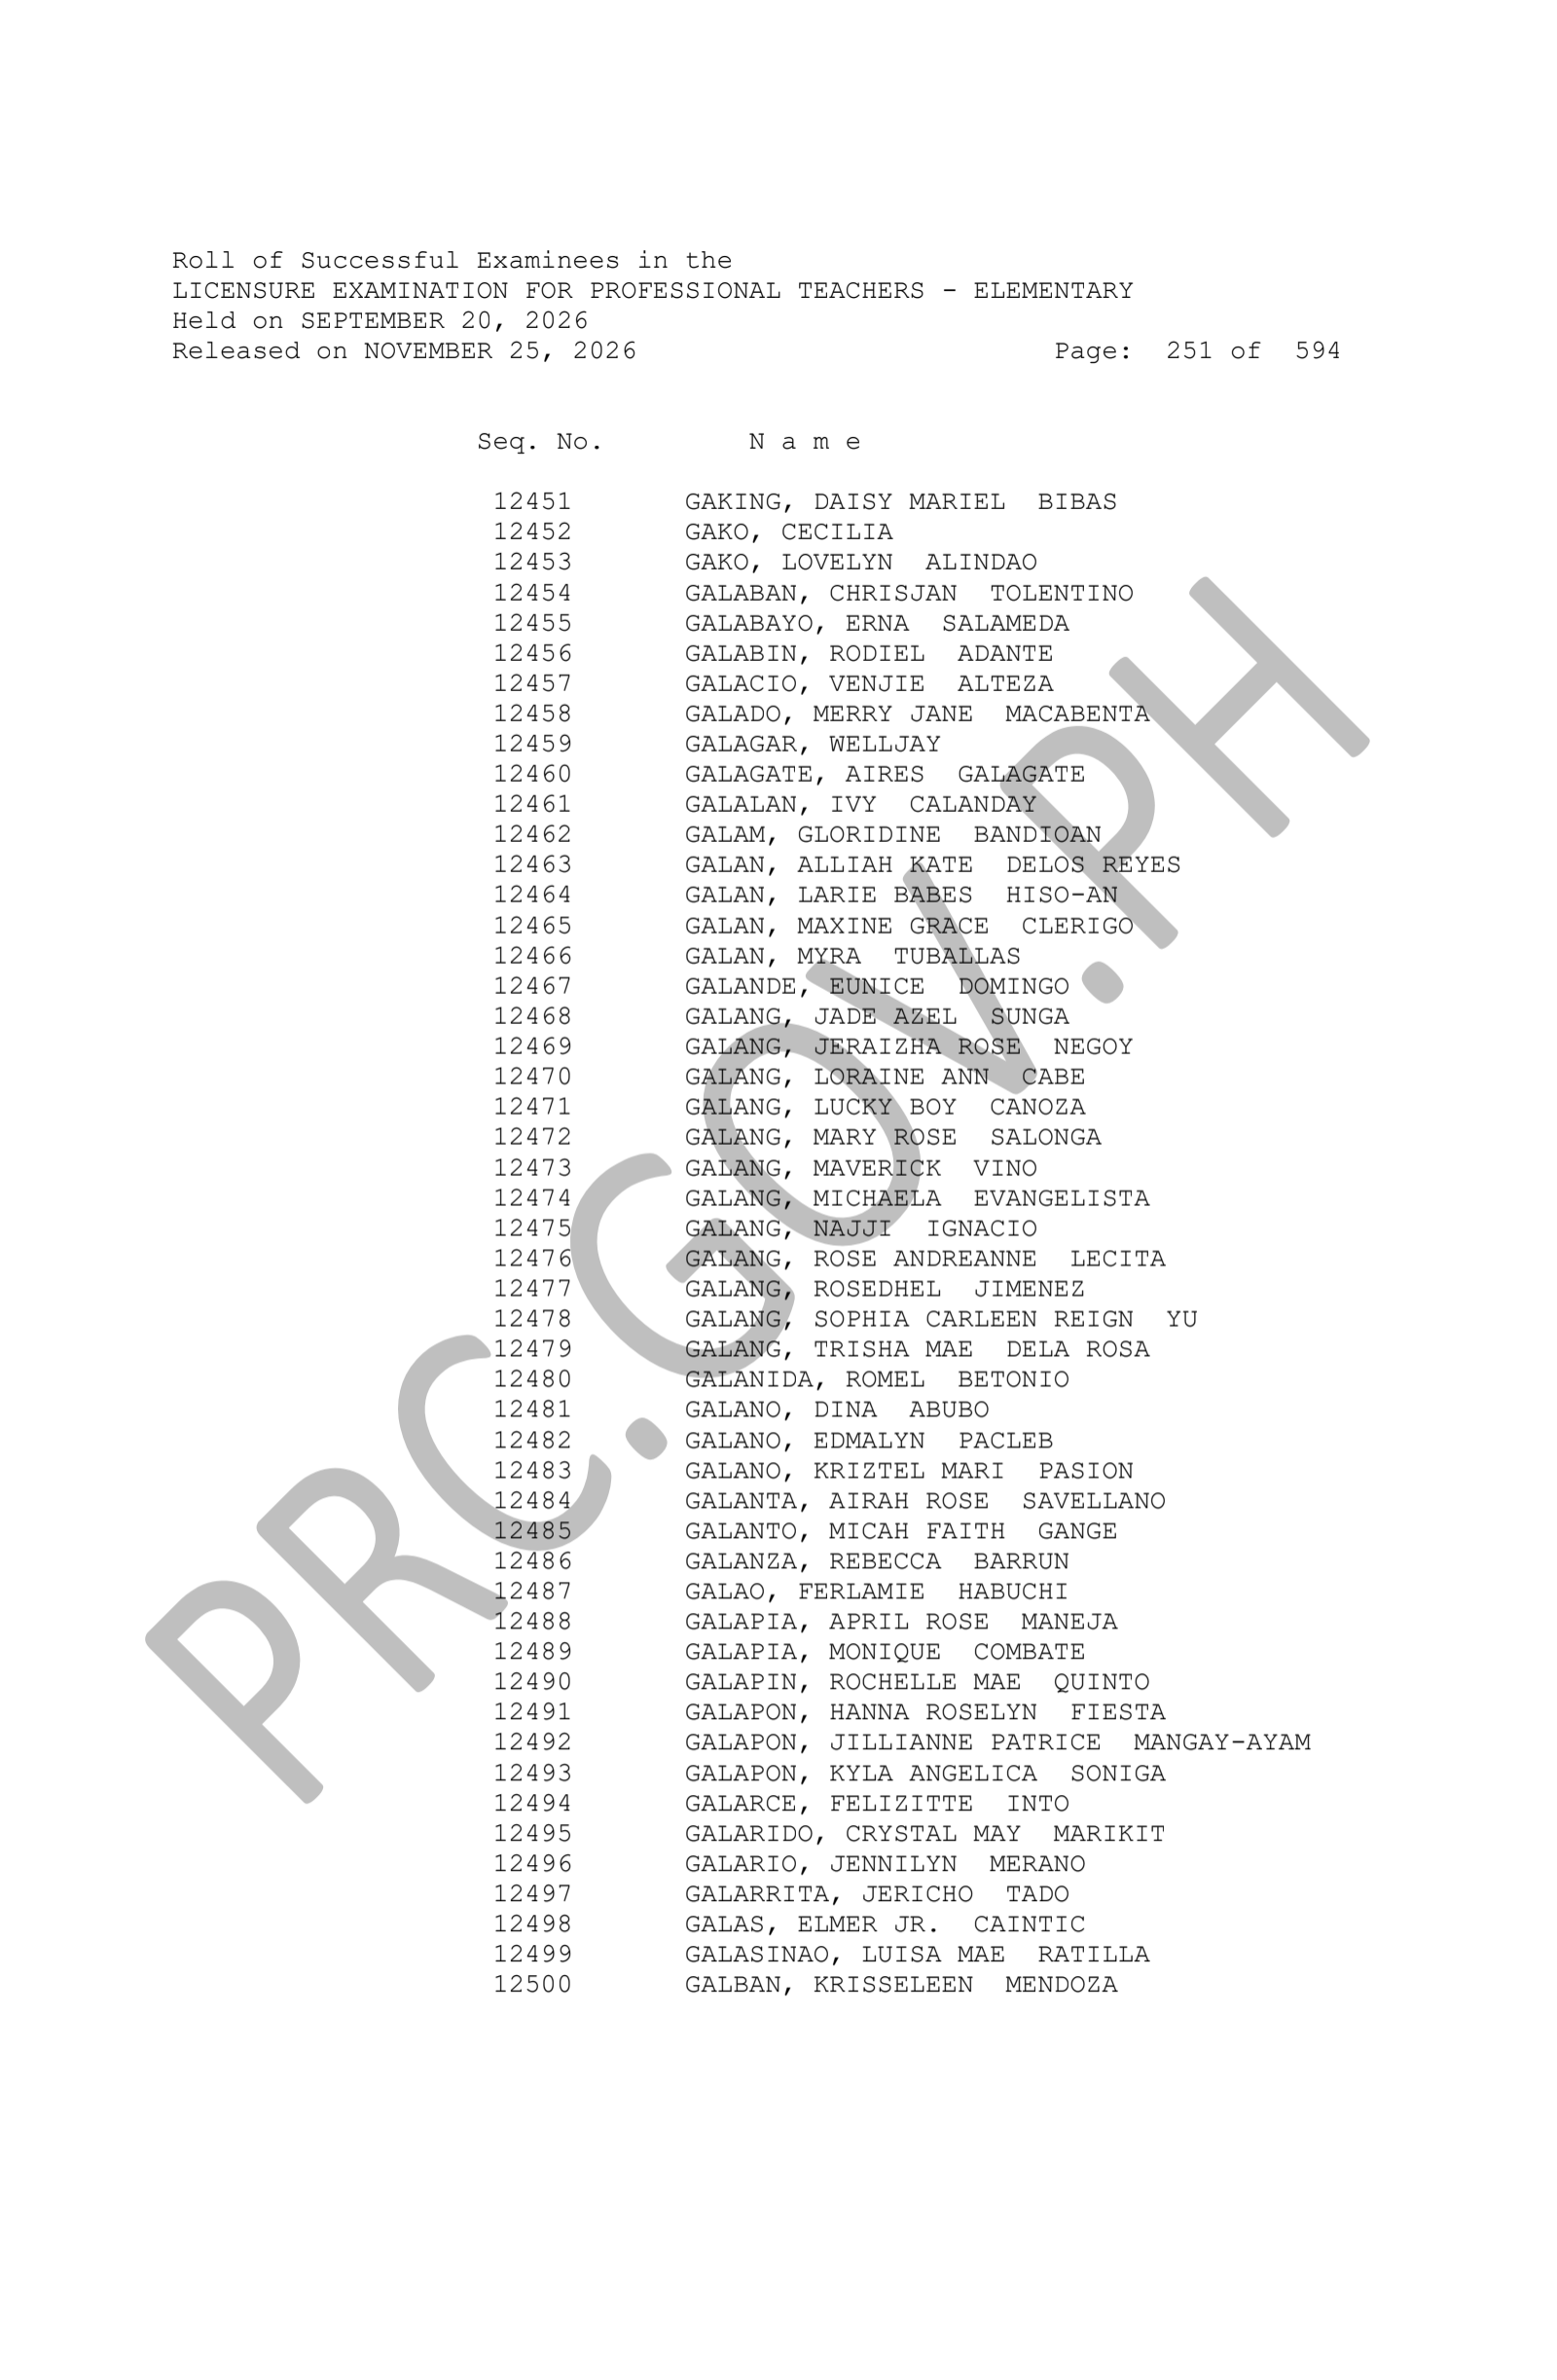 Roll of Successful Examinees in the
LICENSURE EXAMINATION FOR PROFESSIONAL TEACHERS - ELEMENTARY
Held on SEPTEMBER 20, 2026
Released on NOVEMBER 25, 2026 Page: 251 of 594
Seq. No. N a m e
12451 GAKING, DAISY MARIEL BIBAS
12452 GAKO, CECILIA
12453 GAKO, LOVELYN ALINDAO
12454 GALABAN, CHRISJAN TOLENTINO
12455 GALABAYO, ERNA SALAMEDA
12456 GALABIN, RODIEL ADANTE
12457 GALACIO, VENJIE ALTEZA
12458 GALADO, MERRY JANE MACABENTA
12459 GALAGAR, WELLJAY
12460 GALAGATE, AIRES GALAGATE
12461 GALALAN, IVY CALANDAY
12462 GALAM, GLORIDINE BANDIOAN
12463 GALAN, ALLIAH KATE DELOS REYES
12464 GALAN, LARIE BABES HISO-AN
12465 GALAN, MAXINE GRACE CLERIGO
12466 GALAN, MYRA TUBALLAS
12467 GALANDE, EUNICE DOMINGO
12468 GALANG, JADE AZEL SUNGA
12469 GALANG, JERAIZHA ROSE NEGOY
12470 GALANG, LORAINE ANN CABE
12471 GALANG, LUCKY BOY CANOZA
12472 GALANG, MARY ROSE SALONGA
12473 GALANG, MAVERICK VINO
12474 GALANG, MICHAELA EVANGELISTA
12475 GALANG, NAJJI IGNACIO
12476 GALANG, ROSE ANDREANNE LECITA
12477 GALANG, ROSEDHEL JIMENEZ
12478 GALANG, SOPHIA CARLEEN REIGN YU
12479 GALANG, TRISHA MAE DELA ROSA
12480 GALANIDA, ROMEL BETONIO
12481 GALANO, DINA ABUBO
12482 GALANO, EDMALYN PACLEB
12483 GALANO, KRIZTEL MARI PASION
12484 GALANTA, AIRAH ROSE SAVELLANO
12485 GALANTO, MICAH FAITH GANGE
12486 GALANZA, REBECCA BARRUN
12487 GALAO, FERLAMIE HABUCHI
12488 GALAPIA, APRIL ROSE MANEJA
12489 GALAPIA, MONIQUE COMBATE
12490 GALAPIN, ROCHELLE MAE QUINTO
12491 GALAPON, HANNA ROSELYN FIESTA
12492 GALAPON, JILLIANNE PATRICE MANGAY-AYAM
12493 GALAPON, KYLA ANGELICA SONIGA
12494 GALARCE, FELIZITTE INTO
12495 GALARIDO, CRYSTAL MAY MARIKIT
12496 GALARIO, JENNILYN MERANO
12497 GALARRITA, JERICHO TADO
12498 GALAS, ELMER JR. CAINTIC
12499 GALASINAO, LUISA MAE RATILLA
12500 GALBAN, KRISSELEEN MENDOZA
PRC.GOV.PH